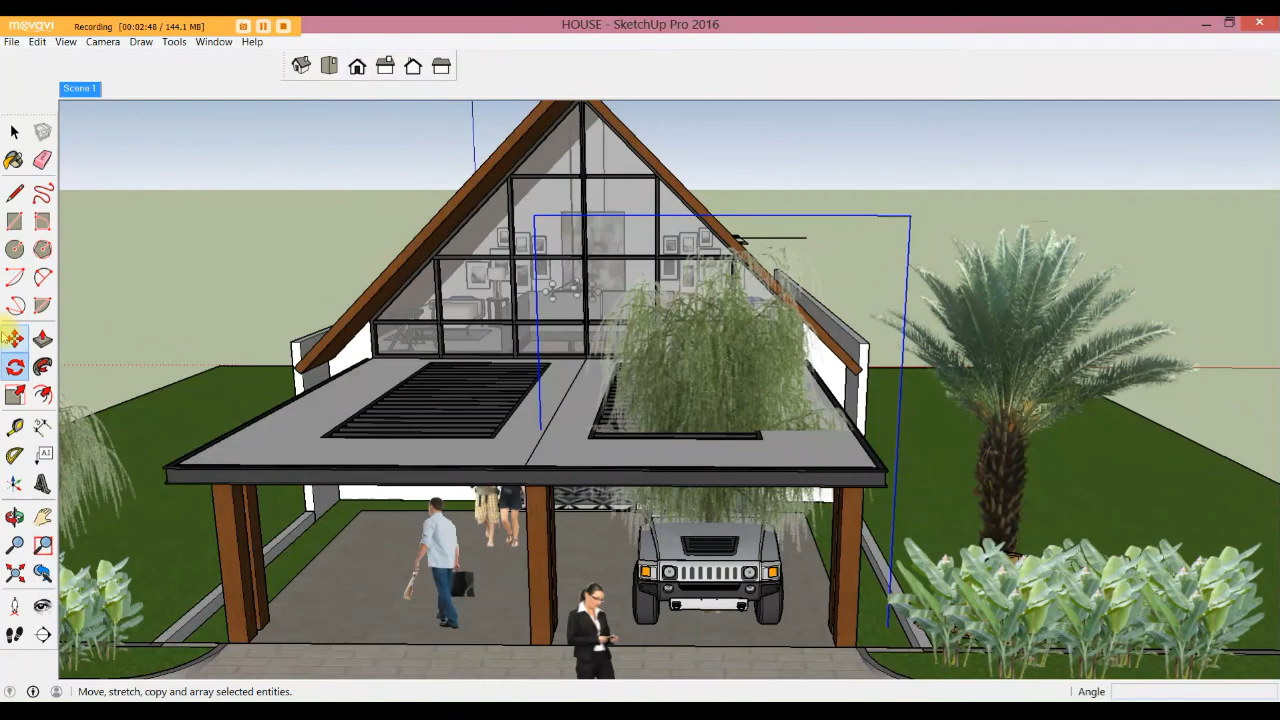 movavi
Recording [00:02:48 / 144.1 MB]
HOUSE - SketchUp Pro 2016
File Edit View Camera Draw Tools Window Help
Scene 1
A1
Move, stretch, copy and array selected entities.
Angle